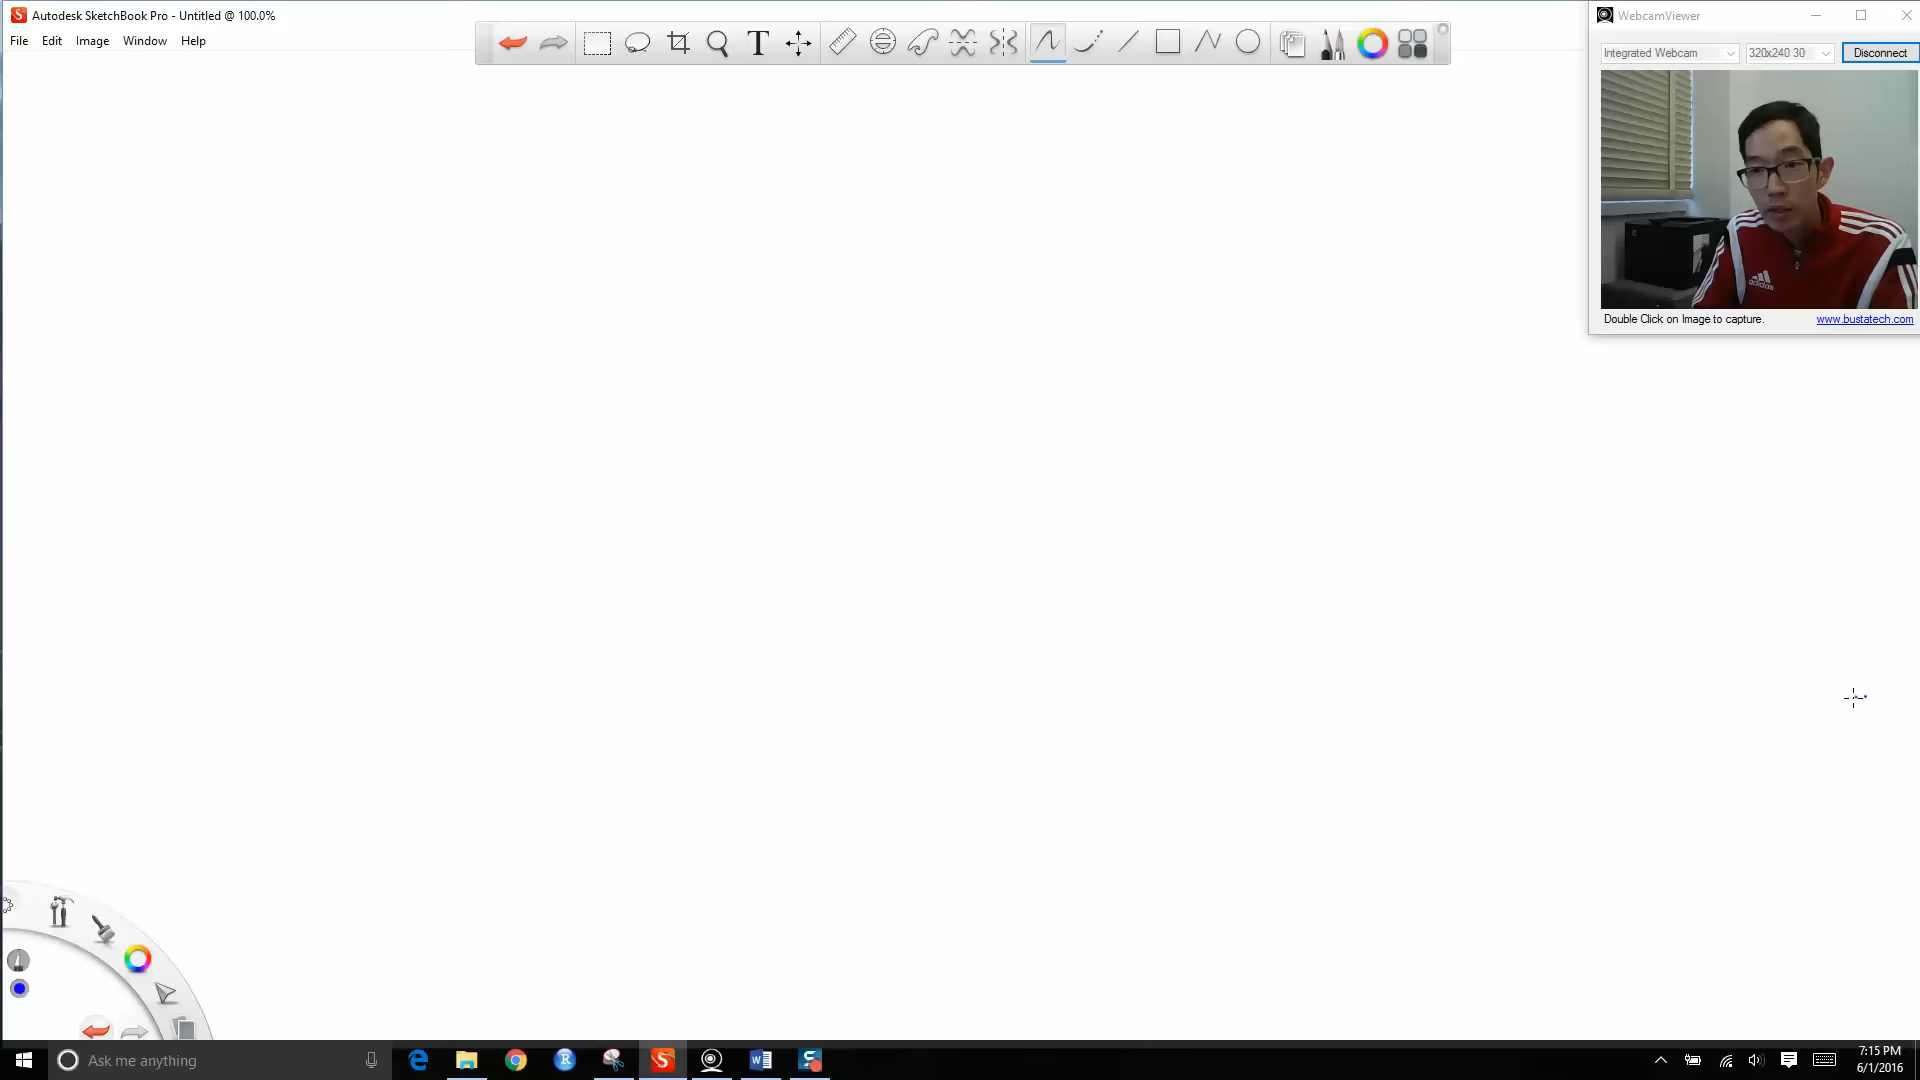 Autodesk SketchBook Pro - Untitled @ 100.0%
File Edit Image Window Help
T
WebcamViewer
Integrated Webcam 320x240 30 Disconnect
adidas
Double Click on Image to capture. www.bustatech.com
Ask me anything
7:15 PM
6/1/2016